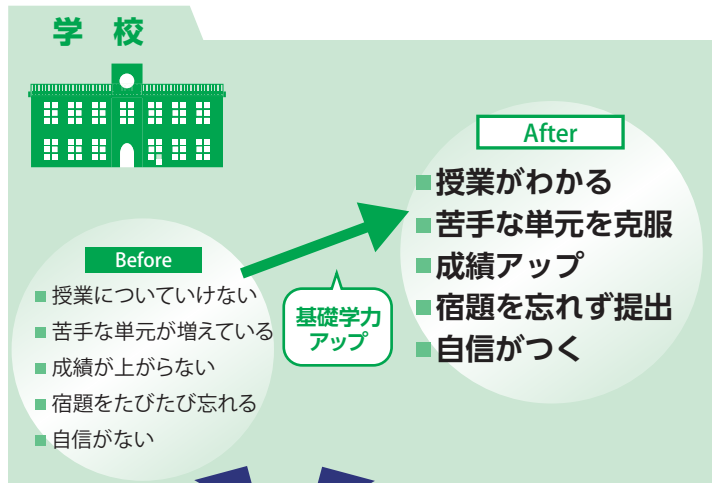 学 校
Before
■授業についていけない
■苦手な単元が増えている
■成績が上がらない
■宿題をたびたび忘れる
■自信がない
基礎学力
アップ
After
■授業がわかる
■苦手な単元を克服
■成績アップ
■宿題を忘れず提出
■自信がつく